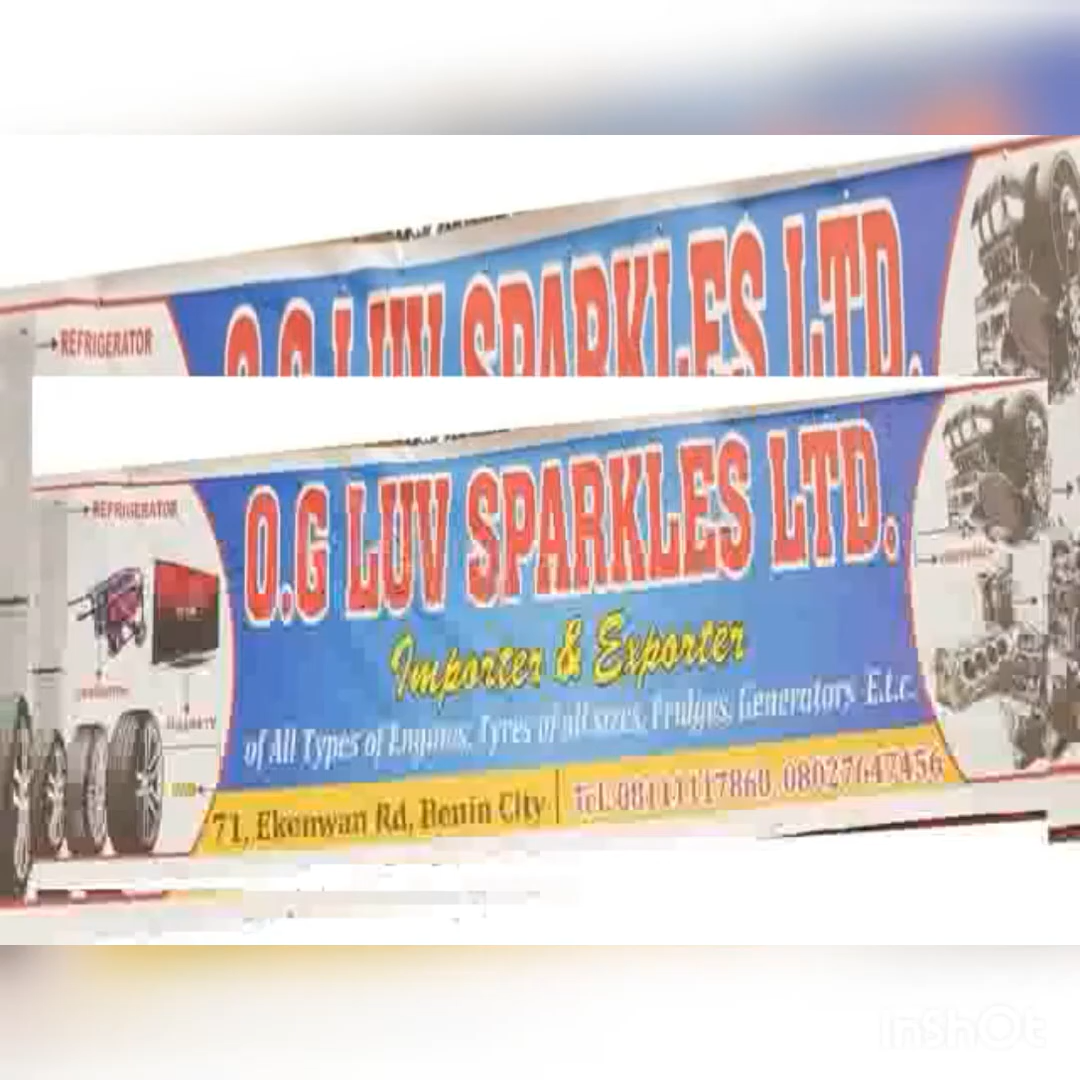 REFRIGERATOR
O.G LUV SPARKLES LTD.
REFRIGERATOR
O.G LUV SPARKLES LTD.
Importer & Exporter
of All Types of Engines, Tyres of all sizes, Fridges, Generators E.t.c.
71, Ekenwan Rd, Benin City
Tel. 08027647456
InShOt